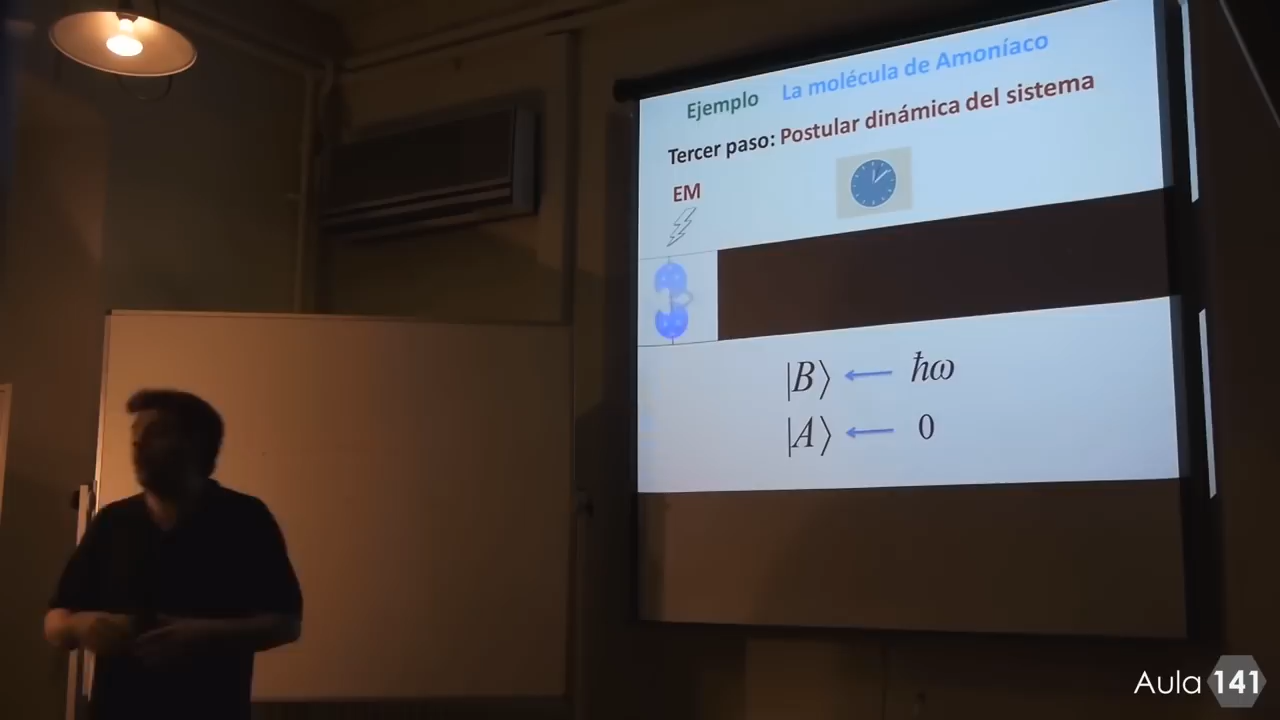 Ejemplo La molécula de Amoníaco
Tercer paso: Postular dinámica del sistema
EM
|B⟩ ← ħω
|A⟩ ← 0
Aula 141